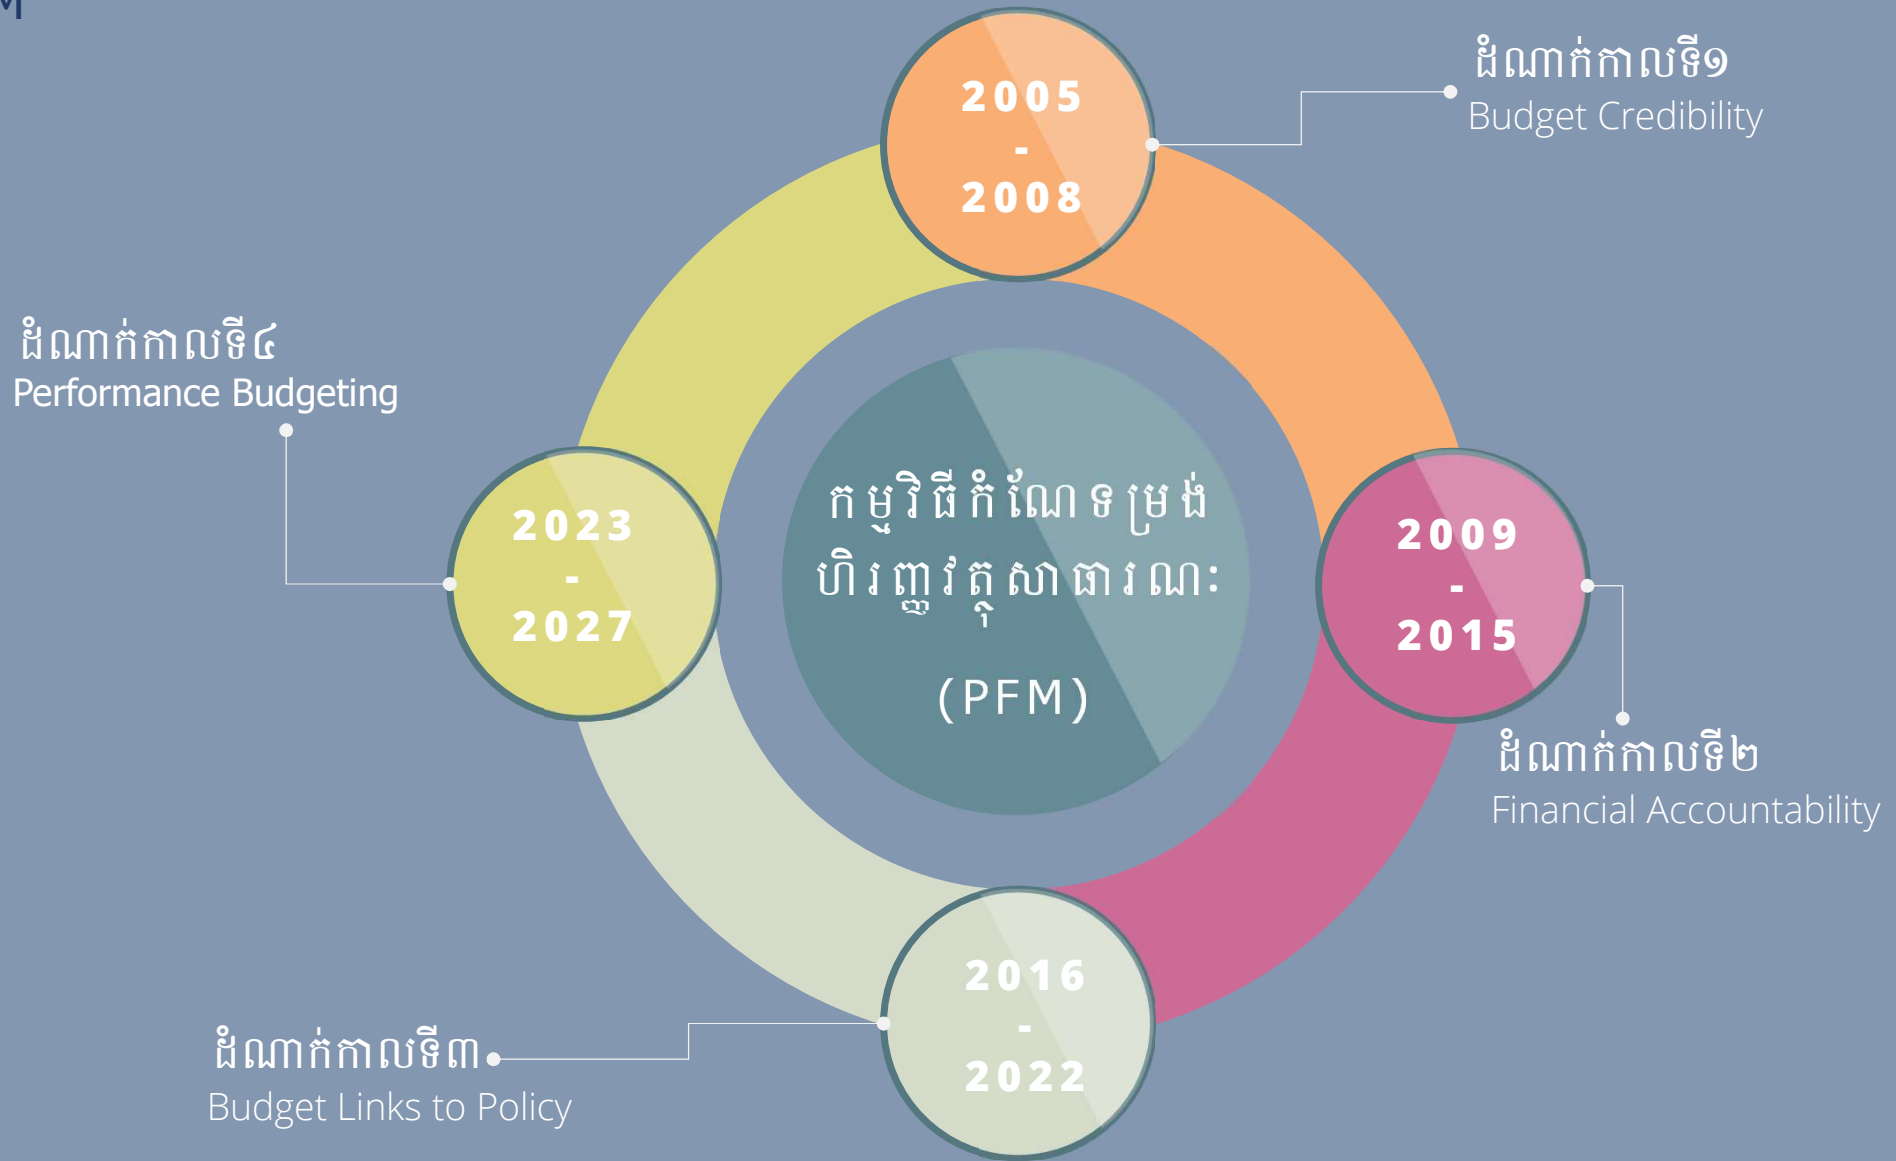 2005
-
2008
ដំណាក់កាលទី១
Budget Credibility
ដំណាក់កាលទី៤
Performance Budgeting
2023
-
2027
កម្មវិធីកំណែទម្រង់
ហិរញ្ញវត្ថុសាធារណៈ
(PFM)
2009
-
2015
ដំណាក់កាលទី២
Financial Accountability
2016
-
2022
ដំណាក់កាលទី៣
Budget Links to Policy